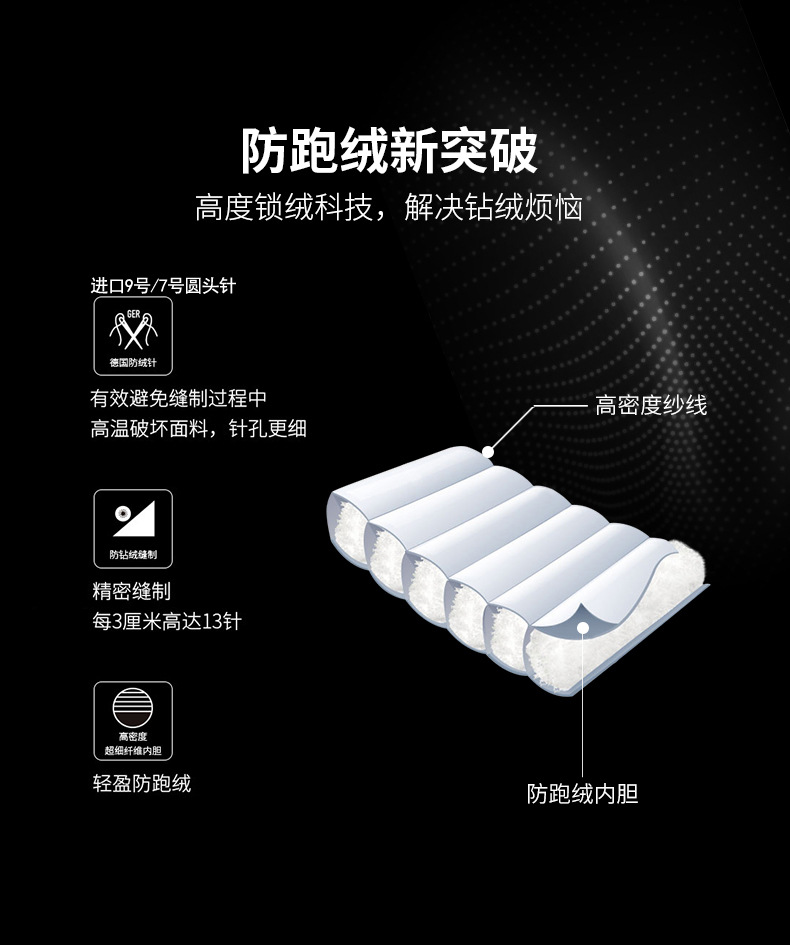 防跑绒新突破
高度锁绒科技，解决钻绒烦恼
进口9号/7号圆头针
GER
德国防绒针
有效避免缝制过程中
高温破坏面料，针孔更细
高密度纱线
防钻绒缝制
精密缝制
每3厘米高达13针
高密度
超细纤维内胆
轻盈防跑绒
防跑绒内胆